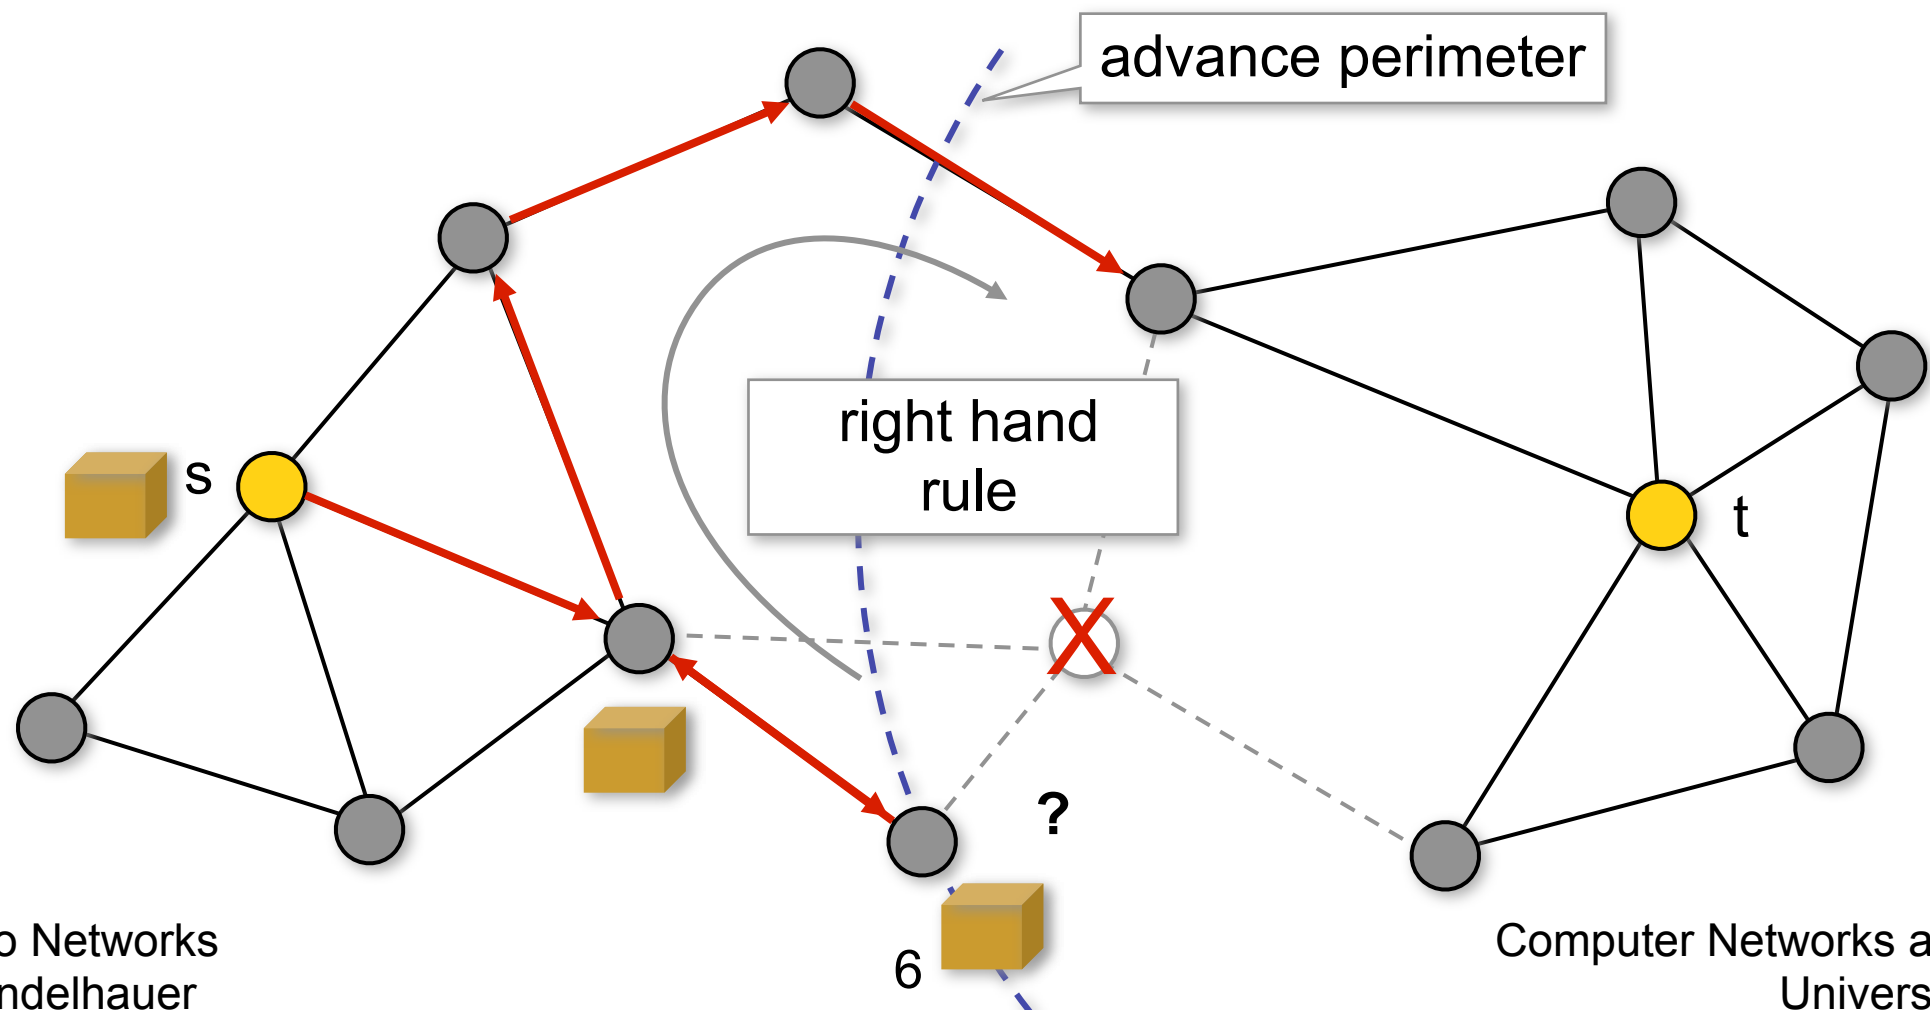 advance perimeter
right hand
rule
s
t
X
?
6
o Networks
ndelhauer
Computer Networks a
Univers